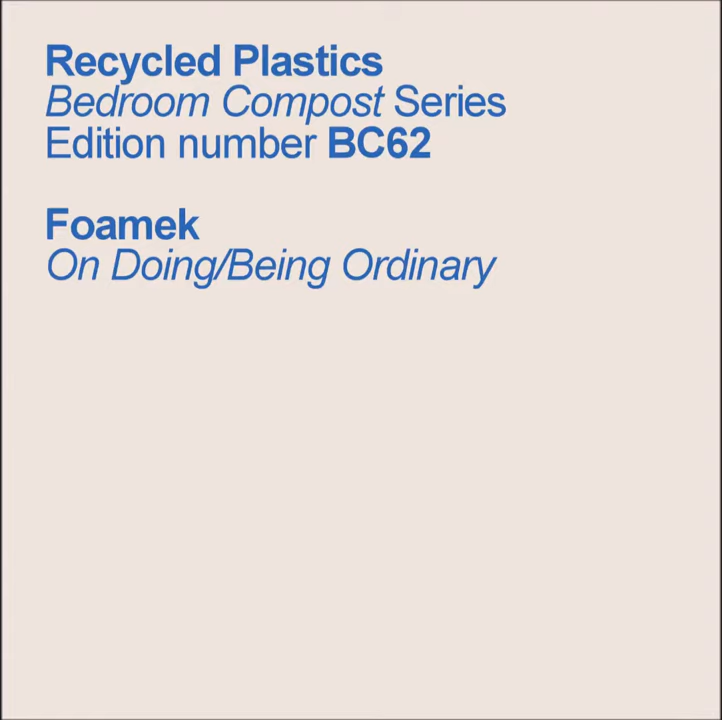 Recycled Plastics
Bedroom Compost Series
Edition number BC62
Foamek
On Doing/Being Ordinary